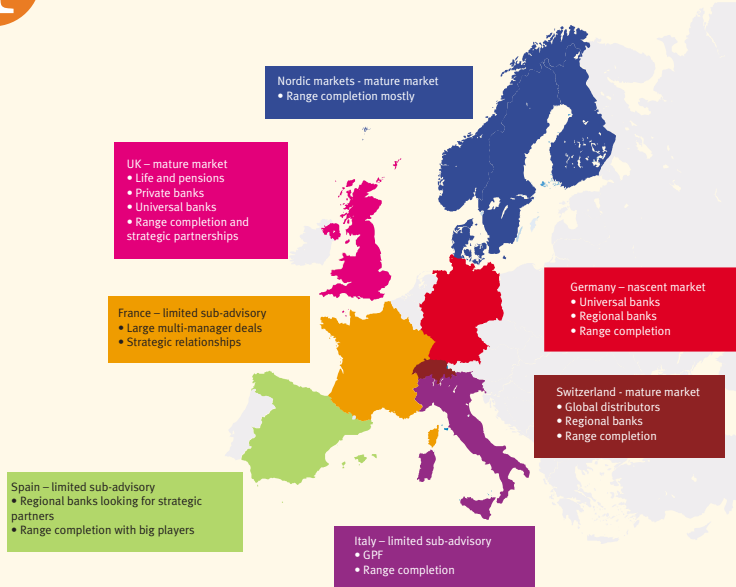 Nordic markets - mature market
• Range completion mostly
UK – mature market
• Life and pensions
• Private banks
• Universal banks
• Range completion and
strategic partnerships
Germany – nascent market
• Universal banks
• Regional banks
• Range completion
France – limited sub-advisory
• Large multi-manager deals
• Strategic relationships
Switzerland - mature market
• Global distributors
• Regional banks
• Range completion
Spain – limited sub-advisory
• Regional banks looking for strategic
partners
• Range completion with big players
Italy – limited sub-advisory
• GPF
• Range completion